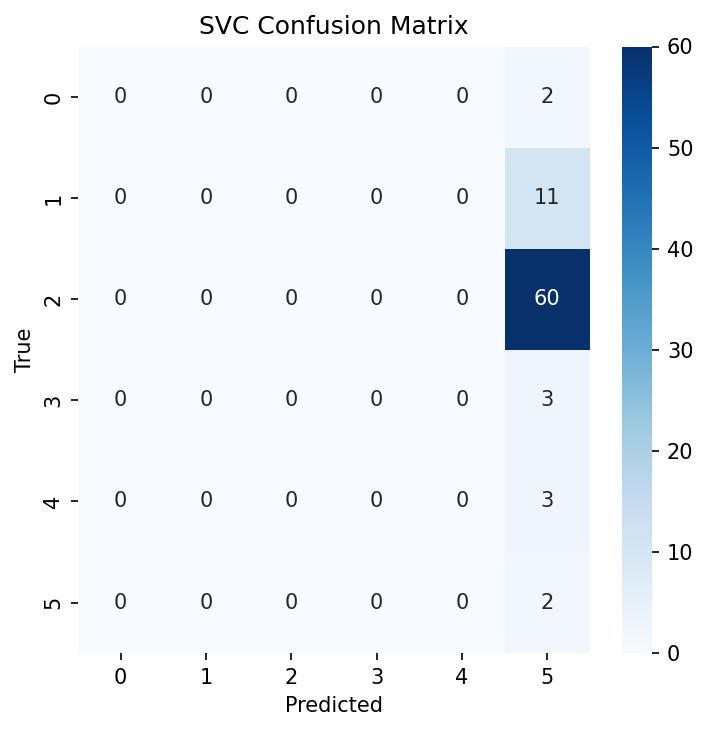 SVC Confusion Matrix
0 0 0 0 0 0 2
1 0 0 0 0 0 11
2 0 0 0 0 0 60
3 0 0 0 0 0 3
4 0 0 0 0 0 3
5 0 0 0 0 0 2
0 1 2 3 4 5
True
Predicted
60
50
40
30
20
10
0